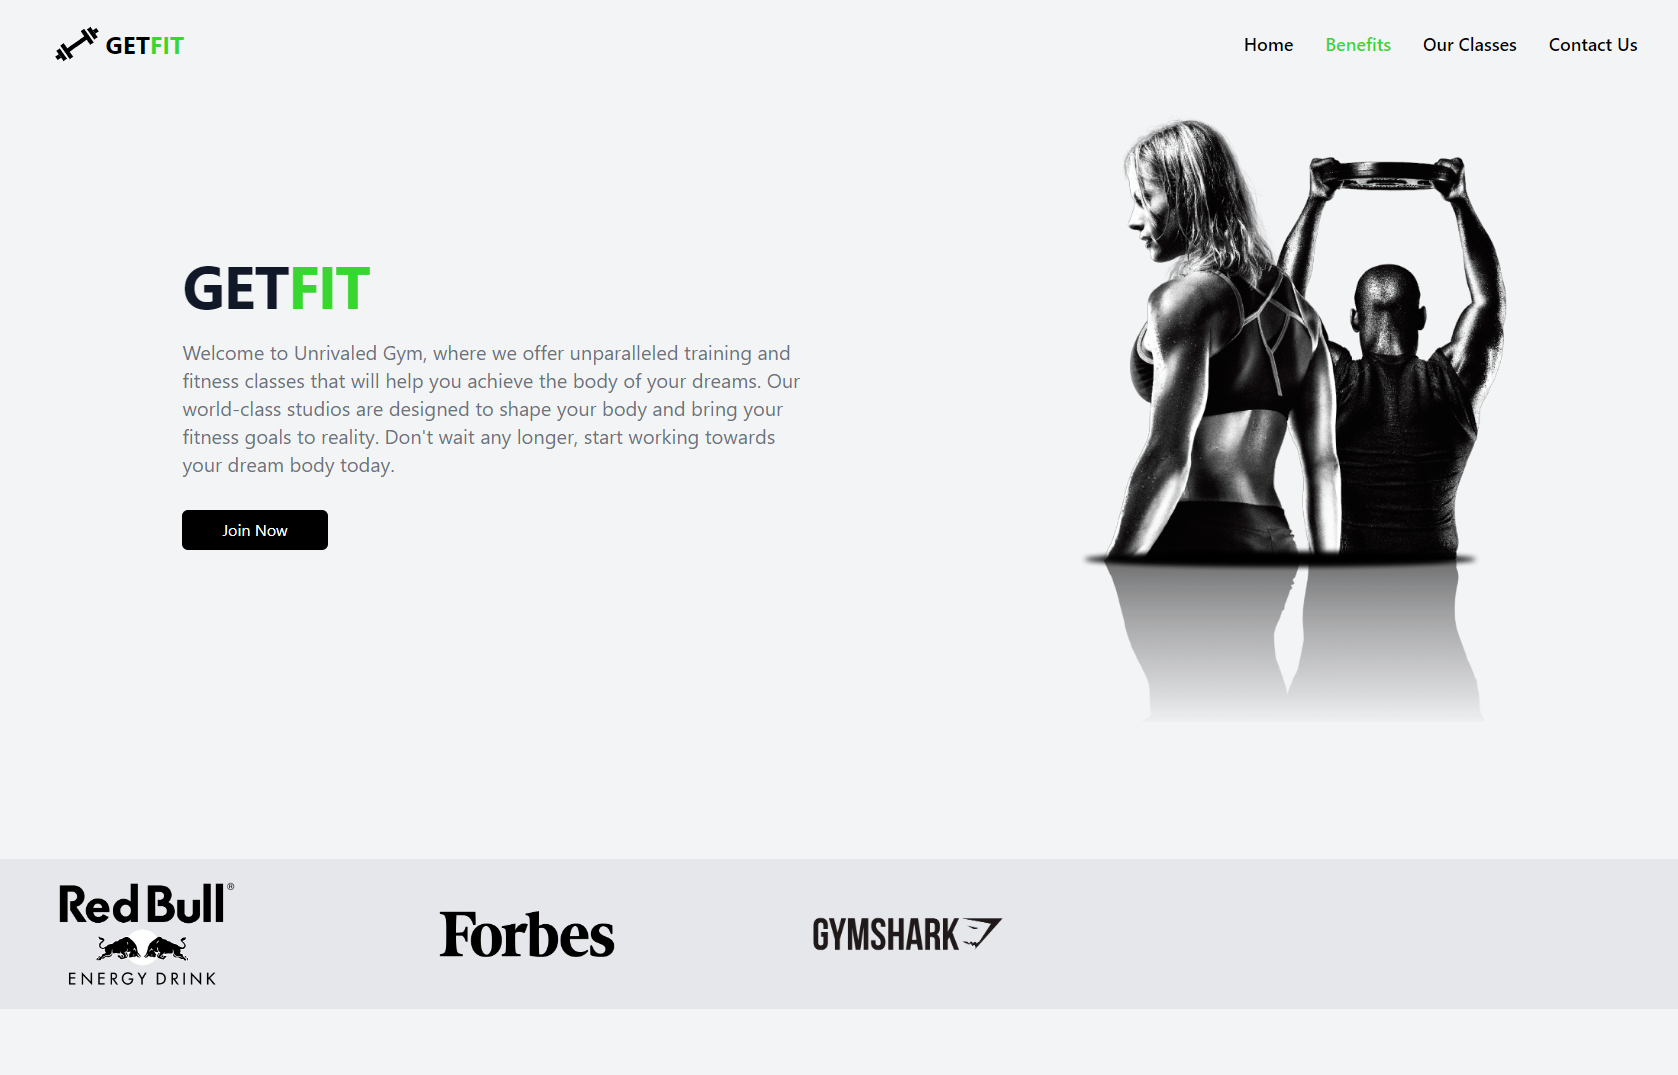 GETFIT
Home Benefits Our Classes Contact Us
GETFIT
Welcome to Unrivaled Gym, where we offer unparalleled training and
fitness classes that will help you achieve the body of your dreams. Our
world-class studios are designed to shape your body and bring your
fitness goals to reality. Don't wait any longer, start working towards
your dream body today.
Join Now
Red Bull®
ENERGY DRINK
Forbes
GYMSHARK